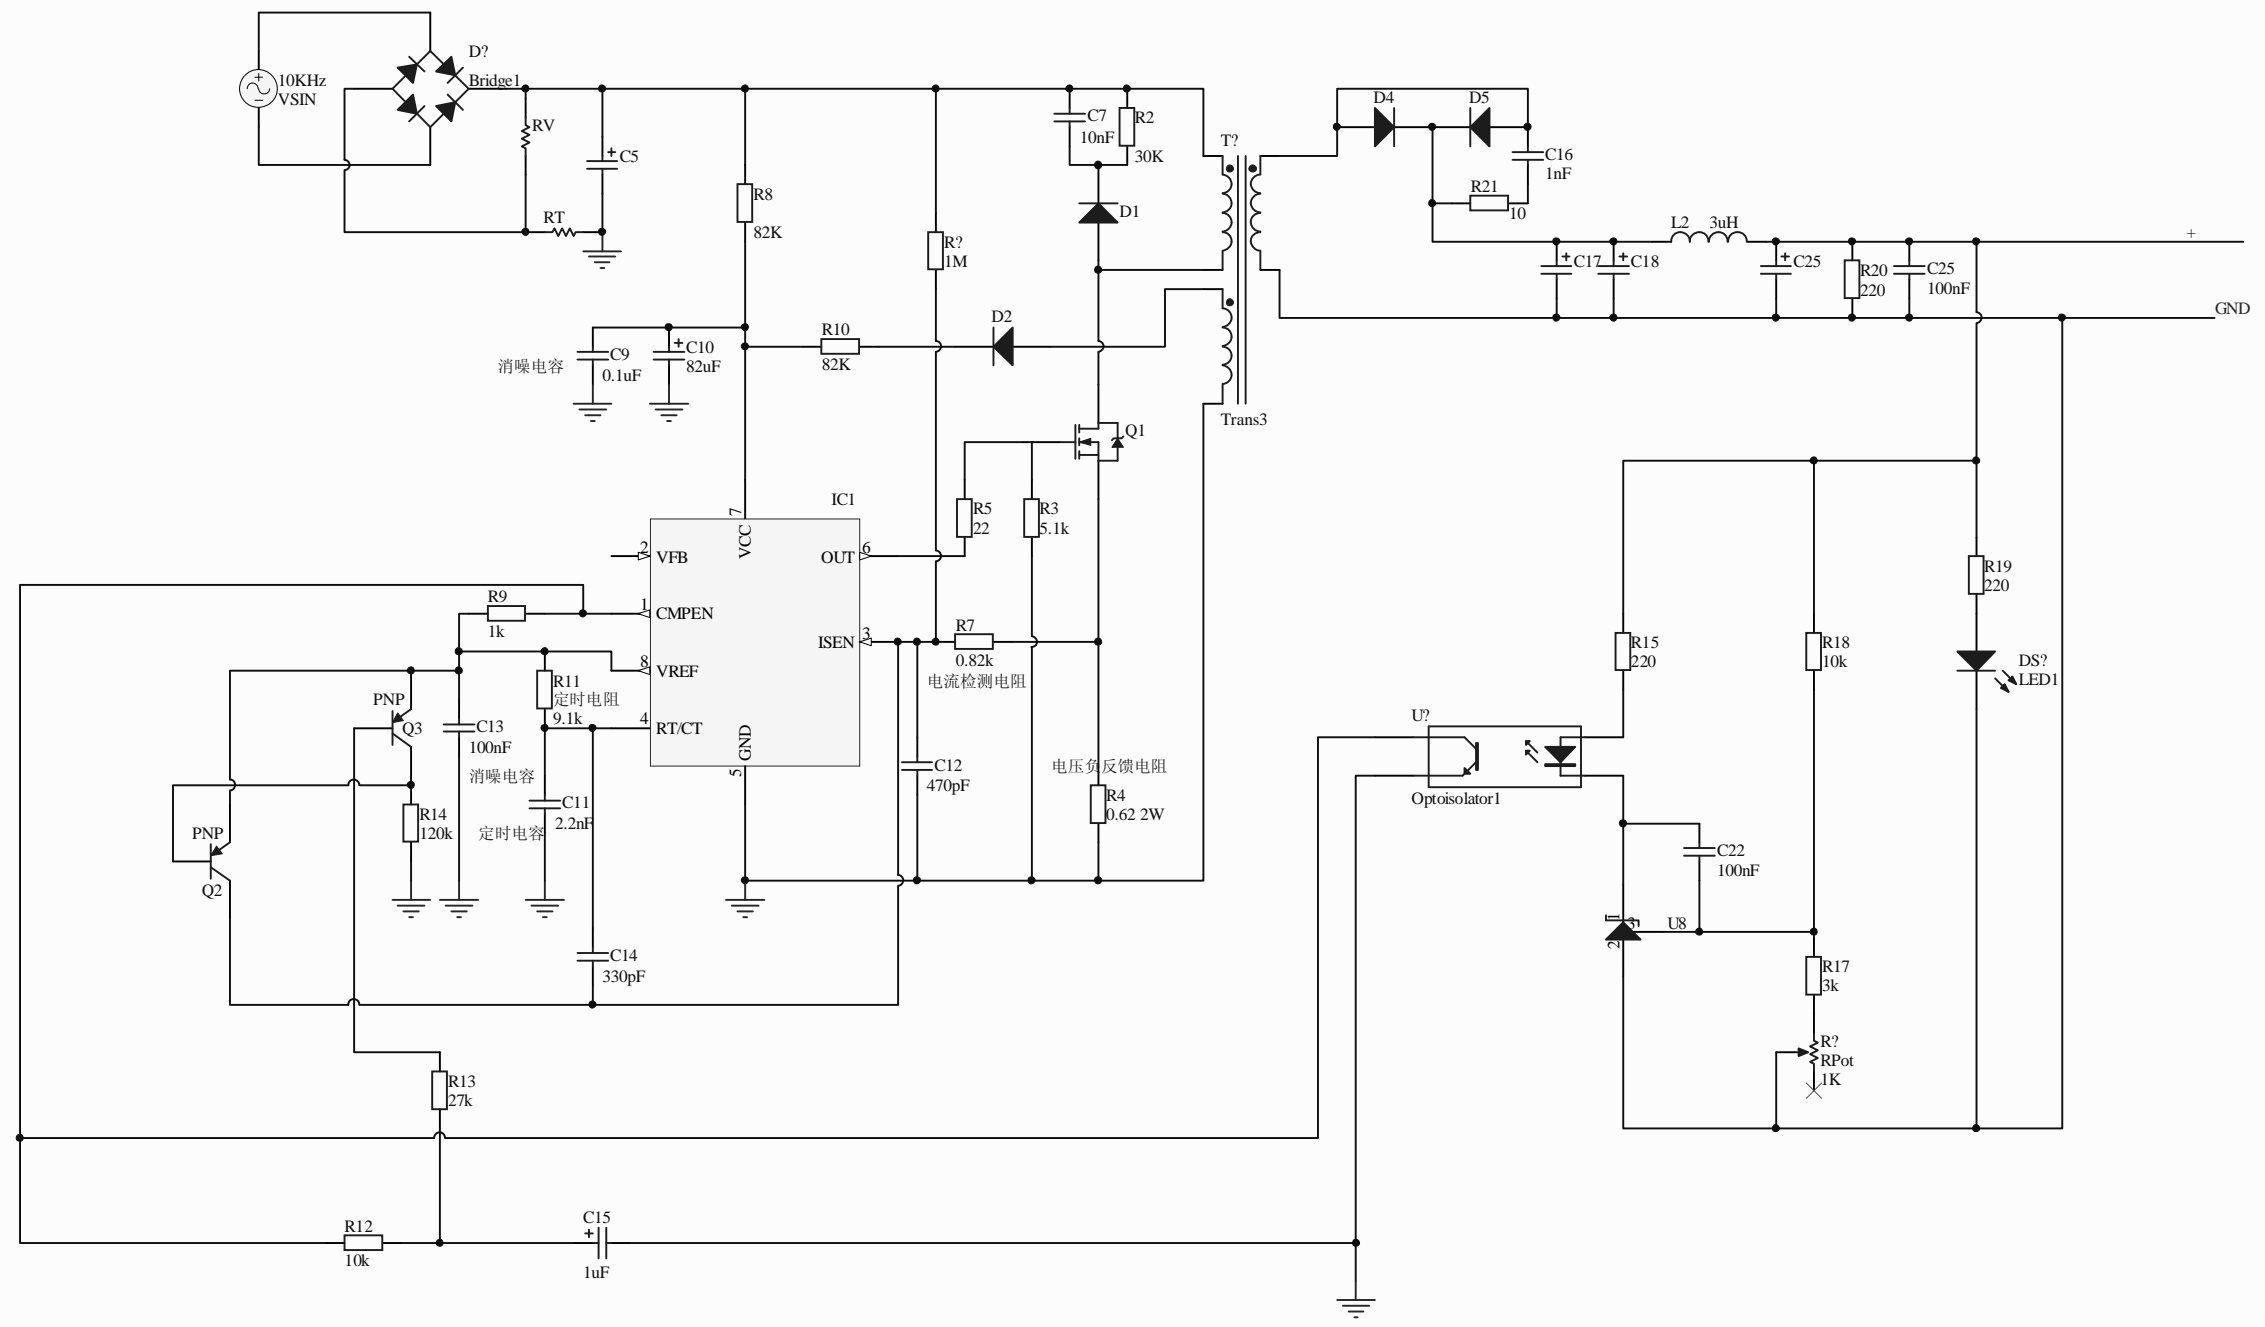 10KHz
VSIN
D?
Bridge1
RV
+
C5
RT
R8
82K
R?
1M
C7
10nF
R2
30K
D1
T?
Trans3
D4
D5
C16
1nF
R21
10
L2
3uH
+
+
C17
+
C18
+
C25
R20
220
C25
100nF
GND
消噪电容
C9
0.1uF
+
C10
82uF
R10
82K
D2
Q1
IC1
R5
22
R3
5.1k
7
VCC
2
VFB
OUT
6
1
CMPEN
ISEN
3
8
VREF
4
RT/CT
GND
5
R9
1k
R7
0.82k
电流检测电阻
R11
定时电阻
9.1k
PNP
Q3
C13
100nF
消噪电容
C11
2.2nF
定时电容
R14
120k
PNP
Q2
C12
470pF
电压负反馈电阻
R4
0.62 2W
C14
330pF
R13
27k
R12
10k
C15
+
1uF
R15
220
R18
10k
R19
220
DS?
LED1
U?
Optoisolator1
C22
100nF
1
3
2
U8
R17
3k
R?
RPot
1K